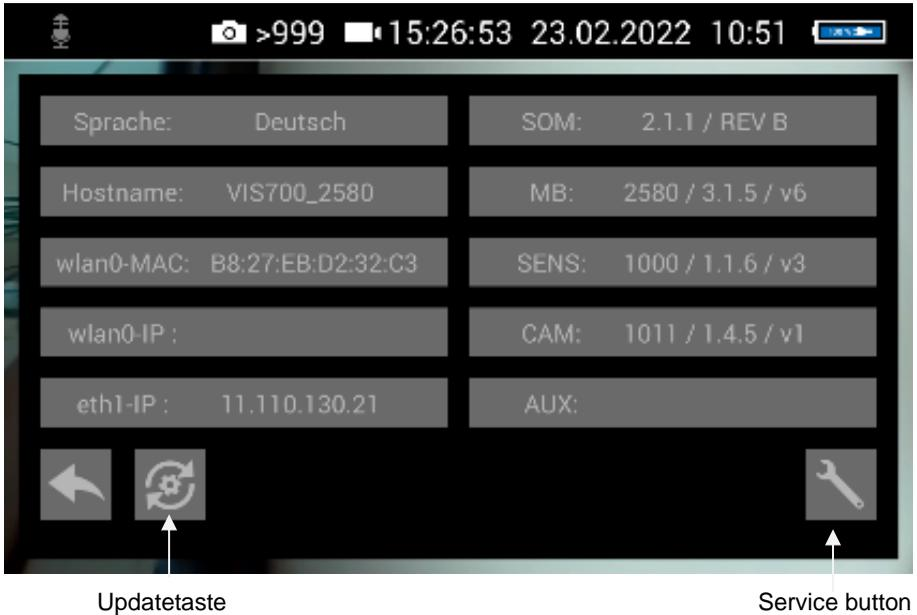 >999 15:26:53 23.02.2022 10:51
Sprache: Deutsch
SOM: 2.1.1 / REV B
Hostname: VIS700_2580
MB: 2580 / 3.1.5 / v6
wlan0-MAC: B8:27:EB:D2:32:C3
SENS: 1000 / 1.1.6 / v3
wlan0-IP :
CAM: 1011 / 1.4.5 / v1
eth1-IP : 11.110.130.21
AUX:
Updatetaste
Service button